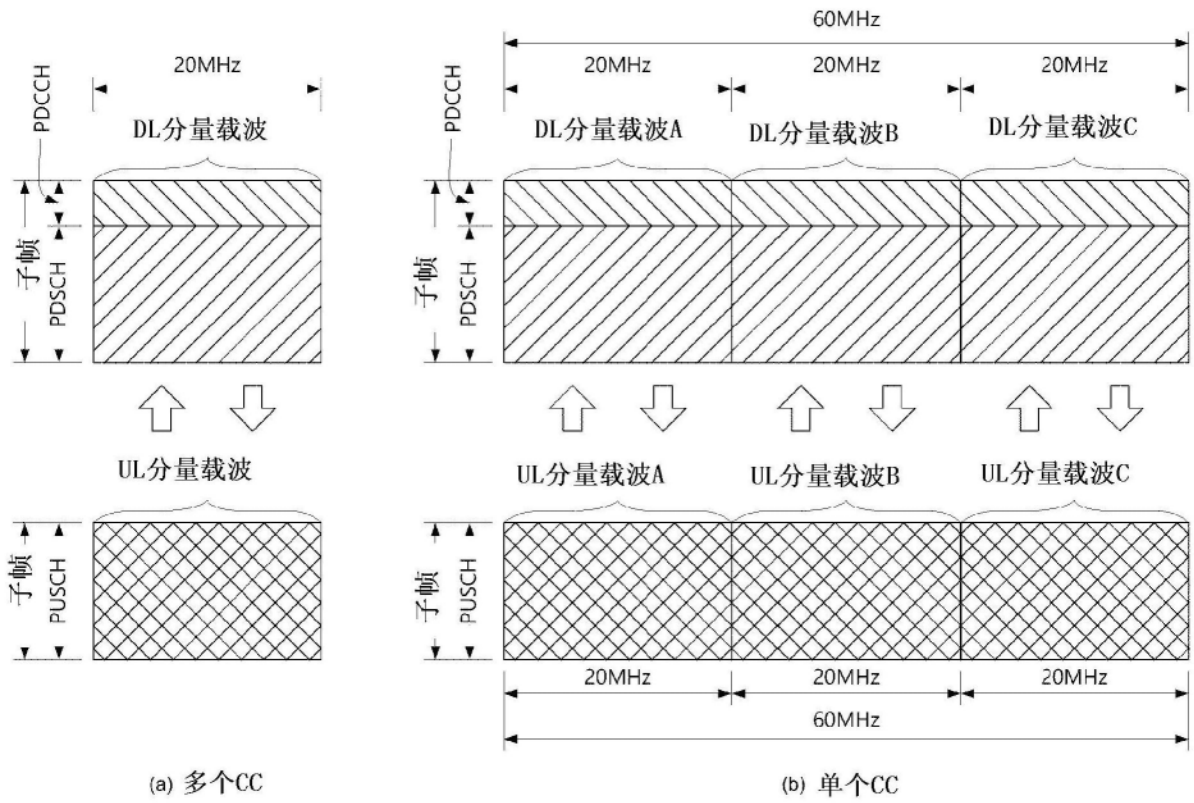 60MHz
20MHz
20MHz
20MHz
20MHz
PDCCH
DL分量载波
DL分量载波A
DL分量载波B
DL分量载波C
子帧
PDSCH
子帧
PDCCH
PDSCH
UL分量载波
UL分量载波A
UL分量载波B
UL分量载波C
子帧
PUSCH
子帧
PUSCH
20MHz
20MHz
20MHz
60MHz
(a) 多个CC
(b) 单个CC